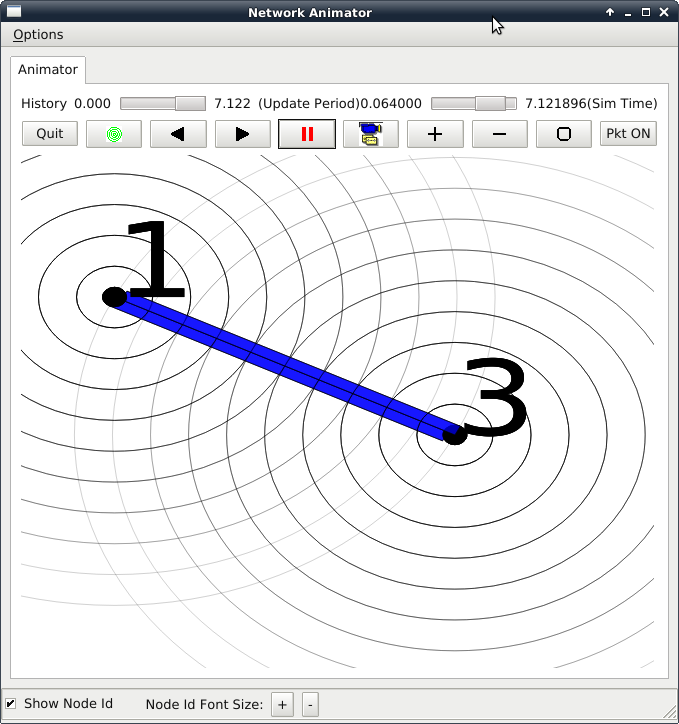 Network Animator
Options
Animator
History 0.000 7.122 (Update Period)0.064000 7.121896(Sim Time)
Quit + − Pkt ON
1
3
Show Node Id Node Id Font Size: + -